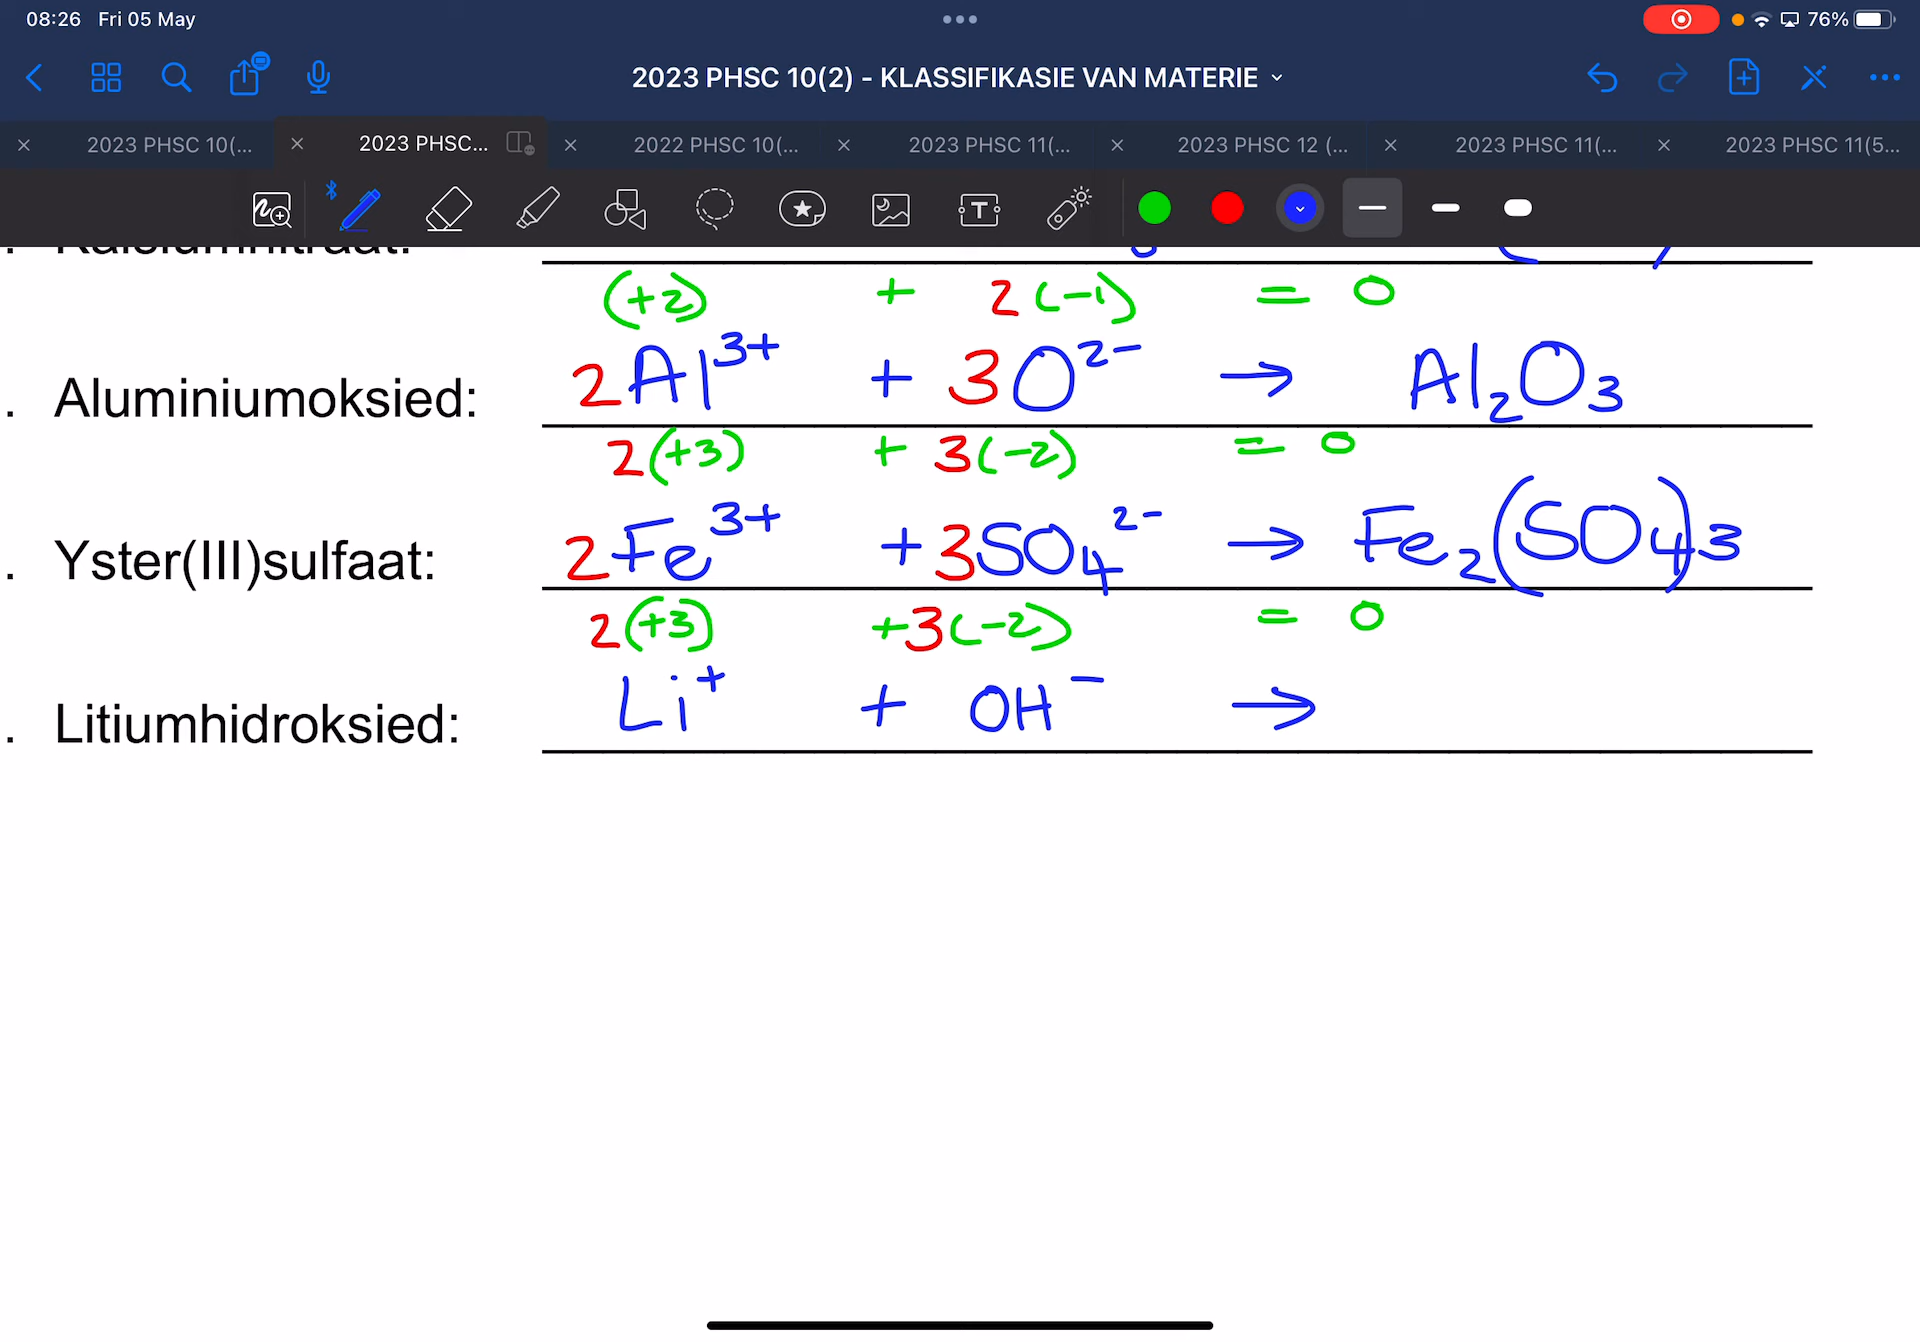 08:26 Fri 05 May 76%
2023 PHSC 10(2) - KLASSIFIKASIE VAN MATERIE
2023 PHSC 10(... 2023 PHSC... 2022 PHSC 10(... 2023 PHSC 11(... 2023 PHSC 12 (... 2023 PHSC 11(... 2023 PHSC 11(5...
(+2) + 2(-1) = 0
. Aluminiumoksied: 2Al³⁺ + 3O²⁻ → Al₂O₃
2(+3) + 3(-2) = 0
. Yster(III)sulfaat: 2Fe³⁺ + 3SO₄²⁻ → Fe₂(SO₄)₃
2(+3) +3(-2) = 0
. Litiumhidroksied: Li⁺ + OH⁻ →